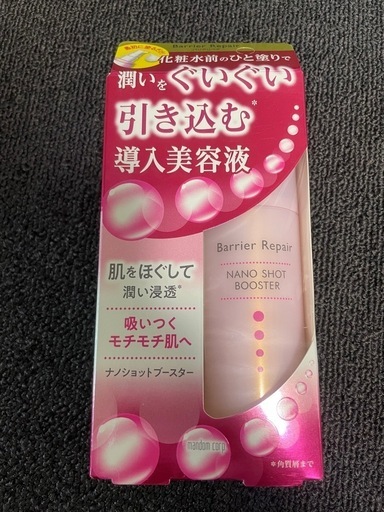 Barrier Repair
化粧水前のひと塗りで
潤いをぐいぐい
引き込む*
導入美容液
Barrier Repair
NANO SHOT
BOOSTER
肌をほぐして
潤い浸透*
吸いつく
モチモチ肌へ
ナノショットブースター
mandom corp.
*角質層まで